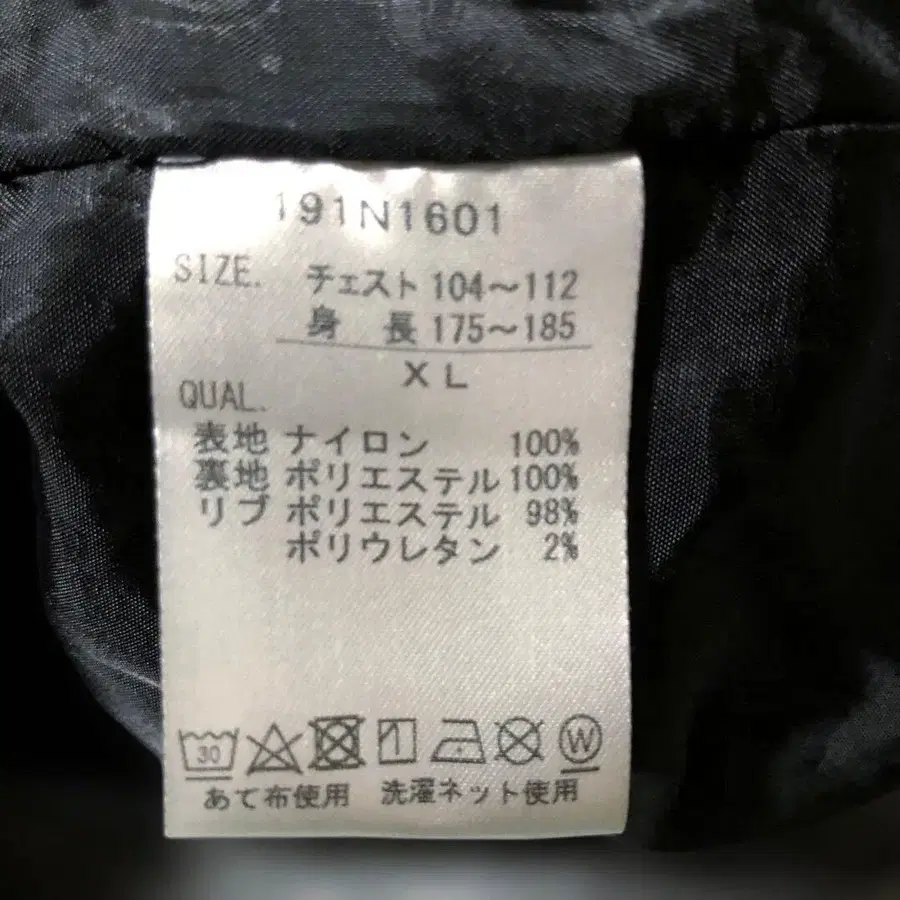 191N1601
SIZE. チェスト 104～112
身 長 175～185
XL
QUAL.
表地 ナイロン 100%
裏地 ポリエステル 100%
リブ ポリエステル 98%
ポリウレタン 2%
30 W
あて布使用 洗濯ネット使用